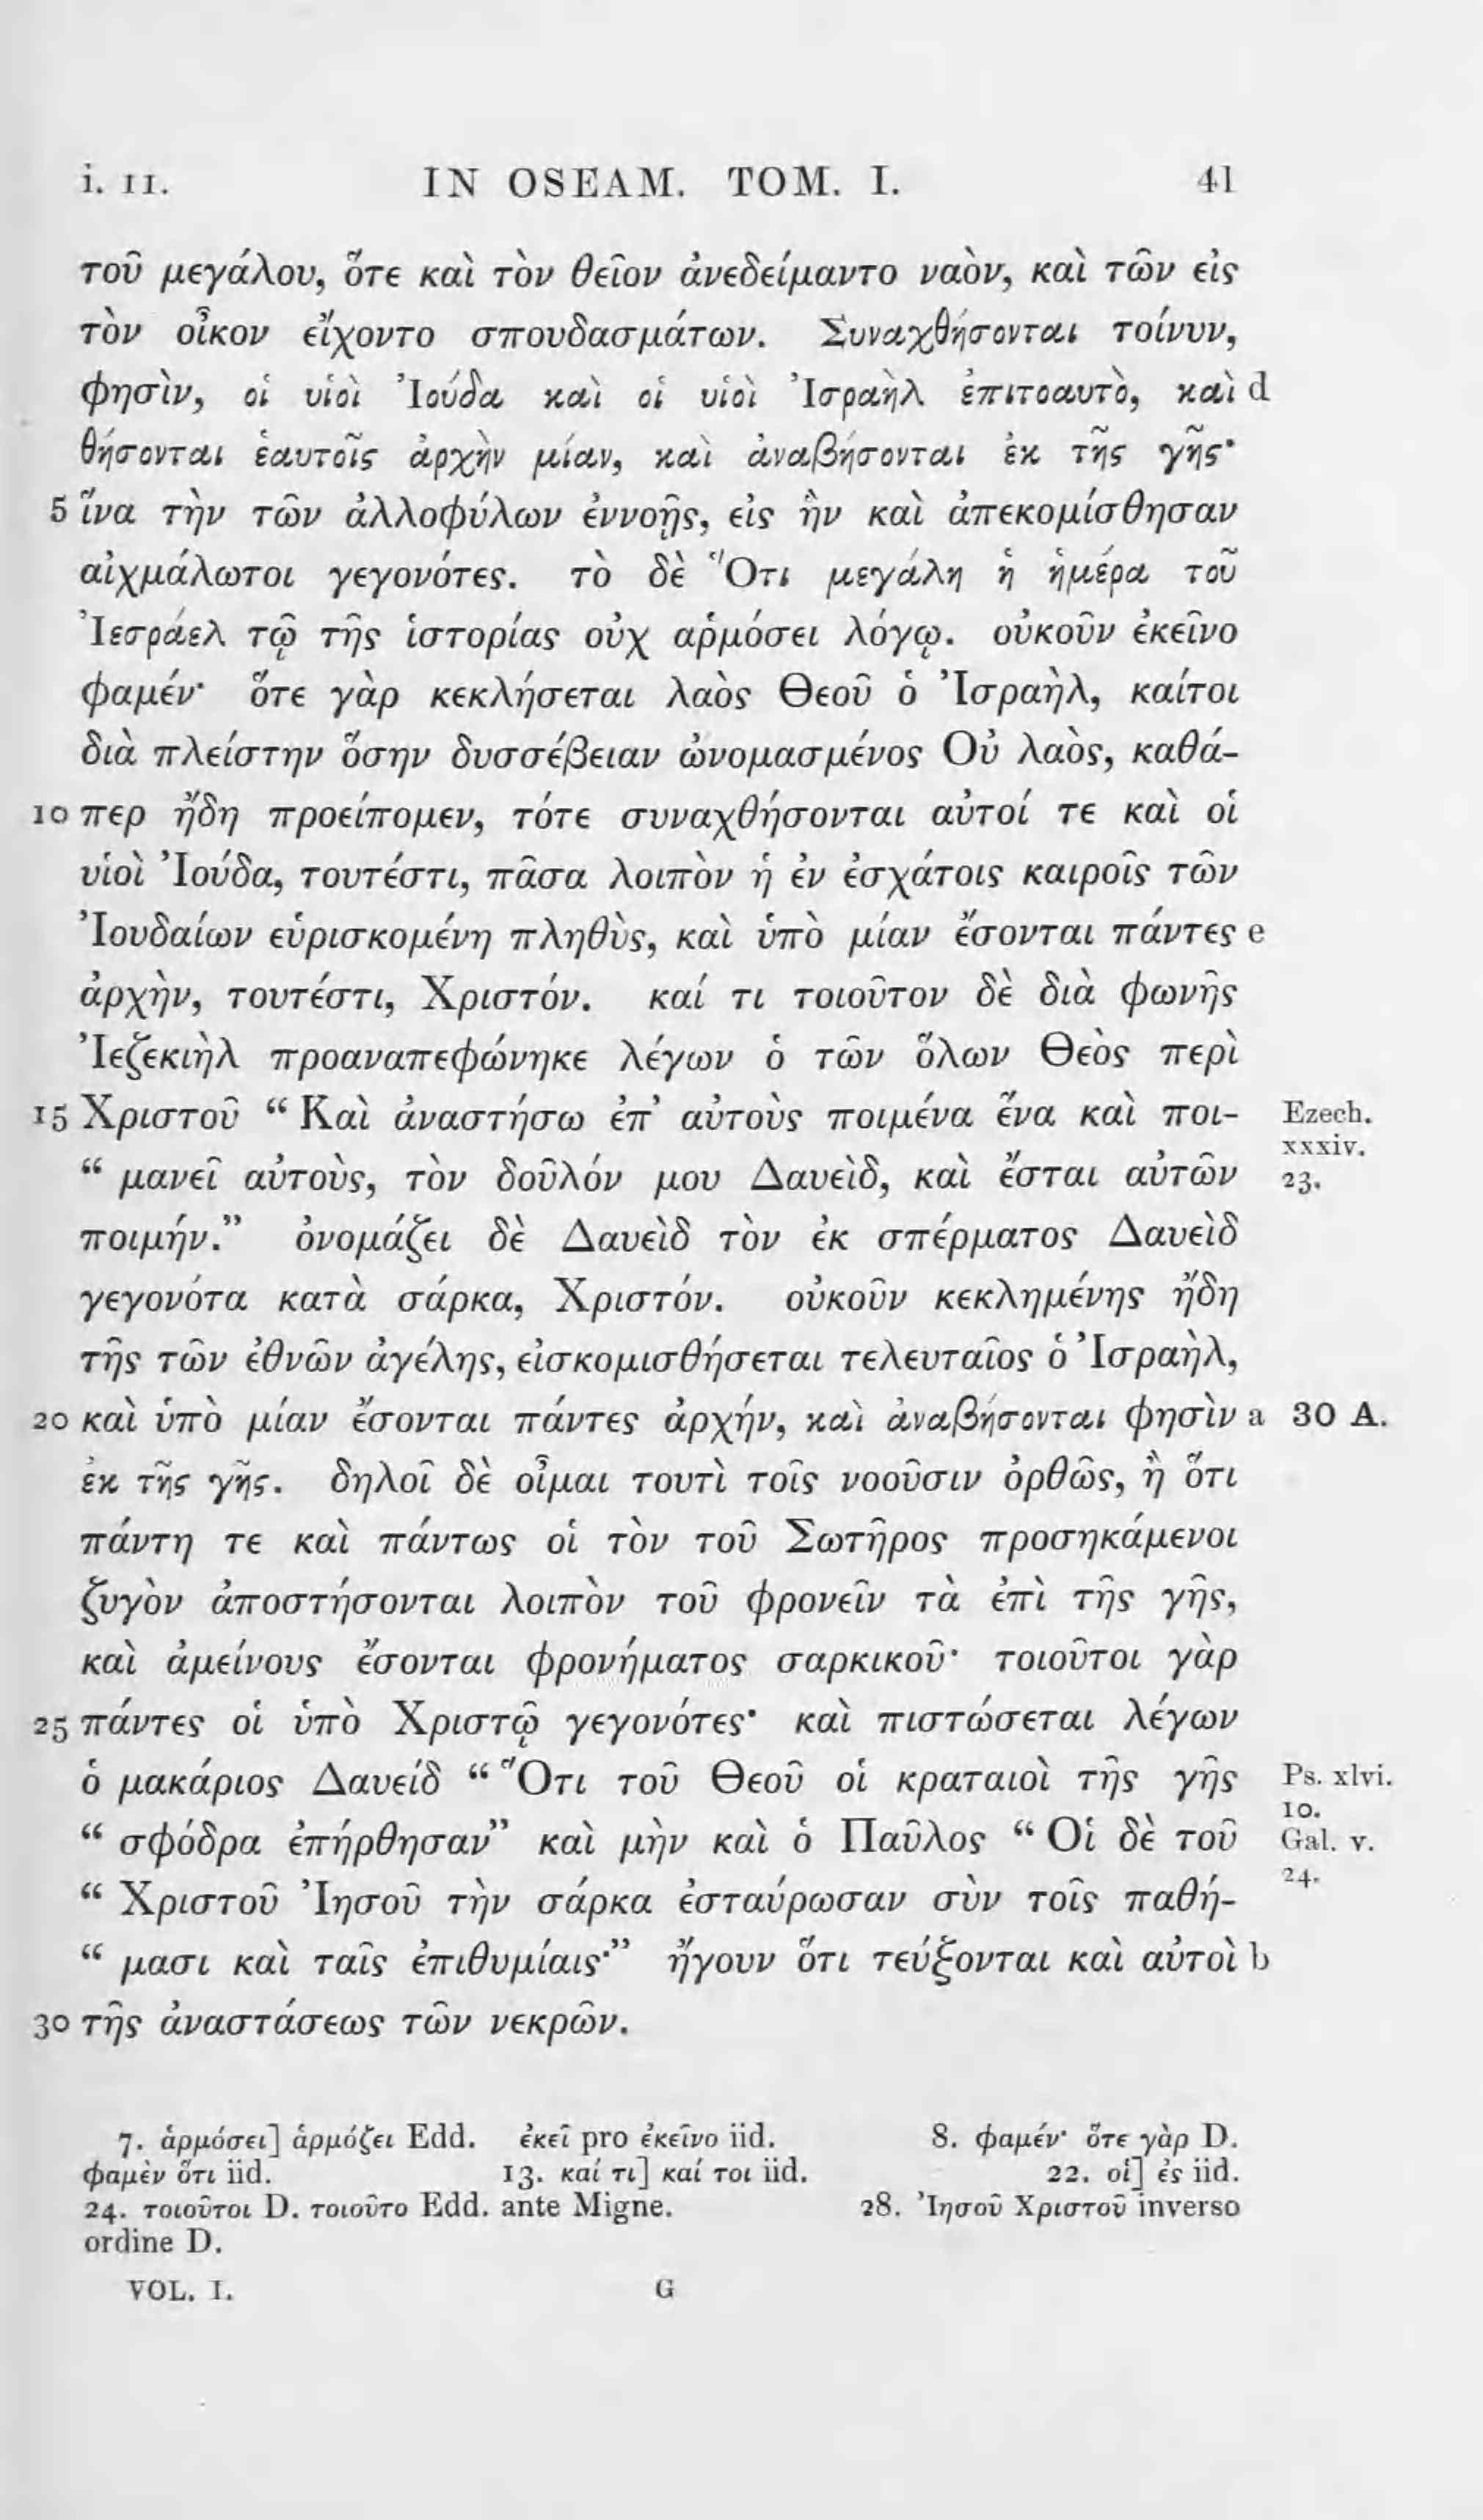 i. 11. IN OSEAM. TOM. I. 41
τοῦ μεγάλου, ὅτε καὶ τὸν θεῖον ἀνεδείμαντο ναὸν, καὶ τῶν εἰς
τὸν οἶκον εἴχοντο σπουδασμάτων. Συναχθήσονται τοίνυν,
φησὶν, οἱ υἱοὶ Ἰούδα καὶ οἱ υἱοὶ Ἰσραὴλ ἐπιτοαυτὸ, καὶ d
θήσονται ἑαυτοῖς ἀρχὴν μίαν, καὶ ἀναβήσονται ἐκ τῆς γῆς·
5 ἵνα τὴν τῶν ἀλλοφύλων ἐννοῇς, εἰς ἣν καὶ ἀπεκομίσθησαν
αἰχμάλωτοι γεγονότες. τὸ δὲ Ὅτι μεγάλη ἡ ἡμέρα τοῦ
Ἰεσράελ τῷ τῆς ἱστορίας οὐχ ἁρμόσει λόγῳ. οὐκοῦν ἐκεῖνο
φαμέν· ὅτε γὰρ κεκλήσεται λαὸς Θεοῦ ὁ Ἰσραὴλ, καίτοι
διὰ πλείστην ὅσην δυσσέβειαν ὠνομασμένος Οὐ λαὸς, καθά-
10 περ ἤδη προείπομεν, τότε συναχθήσονται αὐτοί τε καὶ οἱ
υἱοὶ Ἰούδα, τουτέστι, πᾶσα λοιπὸν ἡ ἐν ἐσχάτοις καιροῖς τῶν
Ἰουδαίων εὑρισκομένη πληθὺς, καὶ ὑπὸ μίαν ἔσονται πάντες e
ἀρχὴν, τουτέστι, Χριστόν. καί τι τοιοῦτον δὲ διὰ φωνῆς
Ἰεζεκιὴλ προαναπεφώνηκε λέγων ὁ τῶν ὅλων Θεὸς περὶ
15 Χριστοῦ “ Καὶ ἀναστήσω ἐπ’ αὐτοὺς ποιμένα ἕνα καὶ ποι- Ezech.
xxxiv.
“ μανεῖ αὐτοὺς, τὸν δοῦλόν μου Δαυεὶδ, καὶ ἔσται αὐτῶν 23.
ποιμήν.” ὀνομάζει δὲ Δαυεὶδ τὸν ἐκ σπέρματος Δαυεὶδ
γεγονότα κατὰ σάρκα, Χριστόν. οὐκοῦν κεκλημένης ἤδη
τῆς τῶν ἐθνῶν ἀγέλης, εἰσκομισθήσεται τελευταῖος ὁ Ἰσραὴλ,
20 καὶ ὑπὸ μίαν ἔσονται πάντες ἀρχήν, καὶ ἀναβήσονται φησὶν a 30 A.
ἐκ τῆς γῆς. δηλοῖ δὲ οἶμαι τουτὶ τοῖς νοοῦσιν ὀρθῶς, ἢ ὅτι
πάντη τε καὶ πάντως οἱ τὸν τοῦ Σωτῆρος προσηκάμενοι
ζυγὸν ἀποστήσονται λοιπὸν τοῦ φρονεῖν τὰ ἐπὶ τῆς γῆς,
καὶ ἀμείνους ἔσονται φρονήματος σαρκικοῦ· τοιοῦτοι γὰρ
25 πάντες οἱ ὑπὸ Χριστῷ γεγονότες· καὶ πιστώσεται λέγων
ὁ μακάριος Δαυείδ “ Ὅτι τοῦ Θεοῦ οἱ κραταιοὶ τῆς γῆς Ps. xlvi.
10.
“ σφόδρα ἐπήρθησαν” καὶ μὴν καὶ ὁ Παῦλος “ Οἱ δὲ τοῦ Gal. v.
24.
“ Χριστοῦ Ἰησοῦ τὴν σάρκα ἐσταύρωσαν σὺν τοῖς παθή-
“ μασι καὶ ταῖς ἐπιθυμίαις·” ἤγουν ὅτι τεύξονται καὶ αὐτοὶ b
30 τῆς ἀναστάσεως τῶν νεκρῶν.
7. ἁρμόσει] ἁρμόζει Edd. ἐκεῖ pro ἐκεῖνο iid. 8. φαμέν· ὅτε γὰρ D.
φαμὲν ὅτι iid. 13. καί τι] καί τοι iid. 22. οἱ] ἐς iid.
24. τοιοῦτοι D. τοιοῦτο Edd. ante Migne. 28. Ἰησοῦ Χριστοῦ inverso
ordine D.
VOL. I. G